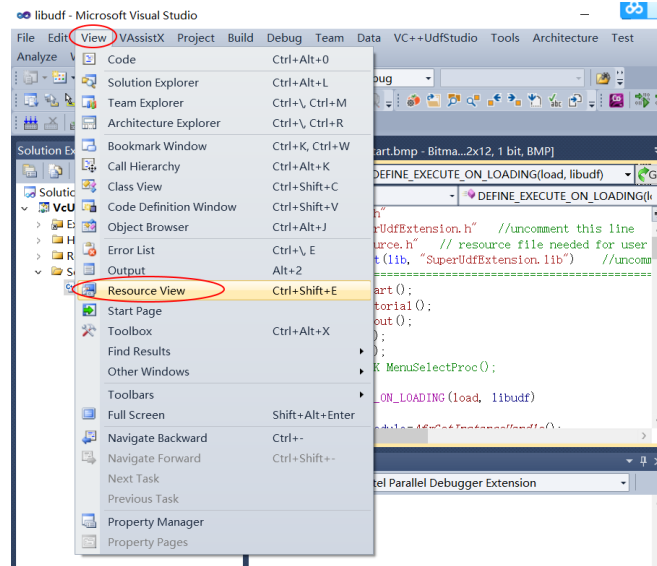 libudf - Microsoft Visual Studio
File Edit View VAssistX Project Build Debug Team Data VC++UdfStudio Tools Architecture Test
Analyze
Code Ctrl+Alt+0
Solution Explorer Ctrl+Alt+L
Team Explorer Ctrl+\, Ctrl+M
Architecture Explorer Ctrl+\, Ctrl+R
Bookmark Window Ctrl+K, Ctrl+W
Call Hierarchy Ctrl+Alt+K
Class View Ctrl+Shift+C
Code Definition Window Ctrl+Shift+V
Object Browser Ctrl+Alt+J
Error List Ctrl+\, E
Output Alt+2
Resource View Ctrl+Shift+E
Start Page
Toolbox Ctrl+Alt+X
Find Results
Other Windows
Toolbars
Full Screen Shift+Alt+Enter
Navigate Backward Ctrl+-
Navigate Forward Ctrl+Shift+-
Next Task
Previous Task
Property Manager
Property Pages
Solution Ex
Solutic
VcU
E
H
R
S
bug
tart.bmp - Bitma...2x12, 1 bit, BMP]
DEFINE_EXECUTE_ON_LOADING(load, libudf) G
DEFINE_EXECUTE_ON_LOADING(lo
h"
rUdfExtension.h" //uncomment this line
urce.h" // resource file needed for user
t(lib, "SuperUdfExtension.lib") //uncomm
art();
torial();
out();
);
);
K MenuSelectProc();
_ON_LOADING(load, libudf)
tel Parallel Debugger Extension